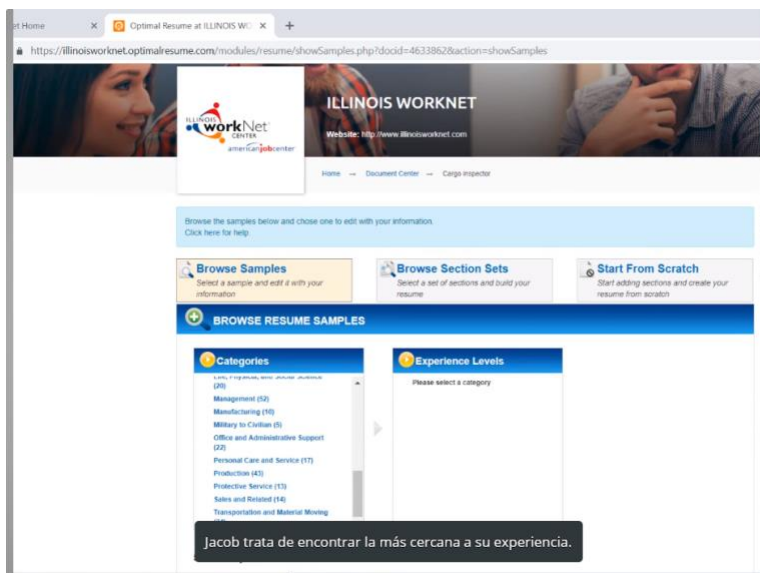 et Home
Optimal Resume at ILLINOIS WO
https://illinoisworknet.optimalresume.com/modules/resume/showSamples.php?docid=4633862&action=showSamples
ILLINOIS
workNet
CENTER
americanjobcenter
ILLINOIS WORKNET
Website: http://www.illinoisworknet.com
Home → Document Center → Cargo Inspector
Browse the samples below and chose one to edit with your information.
Click here for help.
Browse Samples
Select a sample and edit it with your
information
Browse Section Sets
Select a set of sections and build your
resume
Start From Scratch
Start adding sections and create your
resume from scratch
BROWSE RESUME SAMPLES
Categories
Life, Physical, and Social Science
(20)
Management (52)
Manufacturing (10)
Military to Civilian (5)
Office and Administrative Support
(22)
Personal Care and Service (17)
Production (43)
Protective Service (13)
Sales and Related (14)
Transportation and Material Moving
Experience Levels
Please select a category
Jacob trata de encontrar la más cercana a su experiencia.